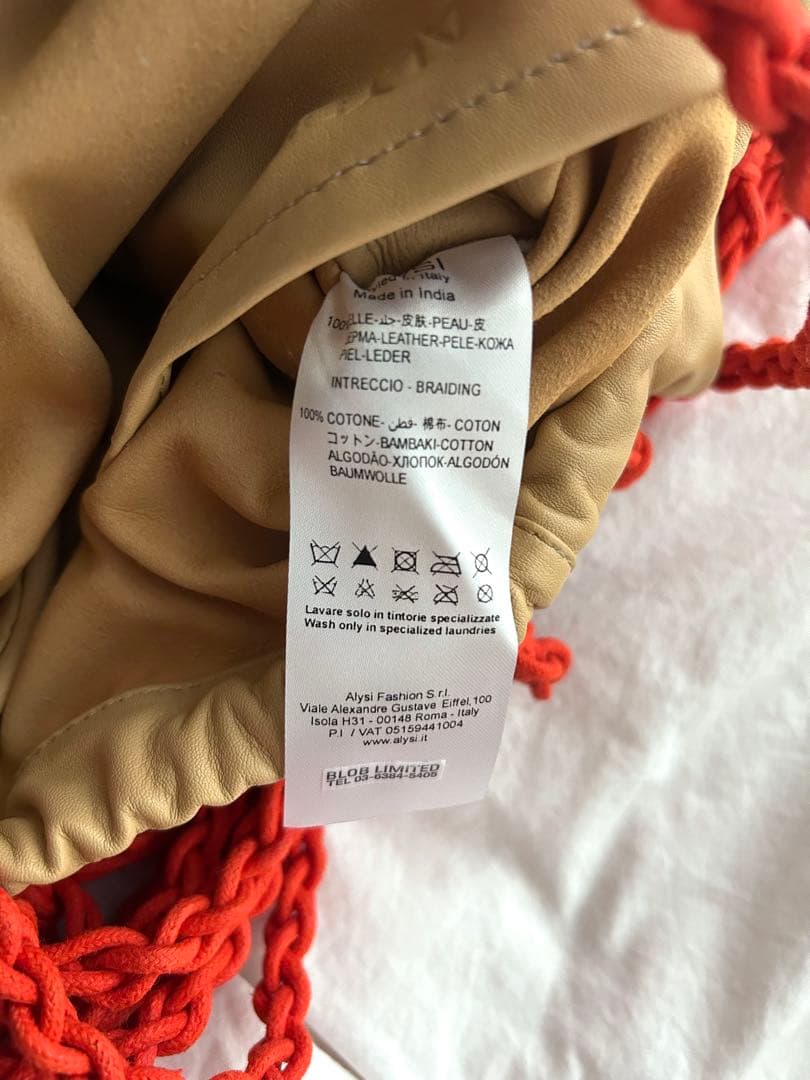 Made in India
PELLE-جلد-皮肤-PEAU-皮
ДЕРМА-LEATHER-PELE-КОЖА
PIEL-LEDER
INTRECCIO - BRAIDING
100% COTONE- قطن- 棉布- COTON
コットン-BAMBAKI-COTTON
ALGODÃO-ХЛОПОК-ALGODÓN
BAUMWOLLE
Lavare solo in tintorie specializzate
Wash only in specialized laundries
Alysi Fashion S.r.l.
Viale Alexandre Gustave Eiffel,100
Isola H31 - 00148 Roma - Italy
P.I / VAT 05159441004
www.alysi.it
BLOB LIMITED
TEL 03-6384-5405